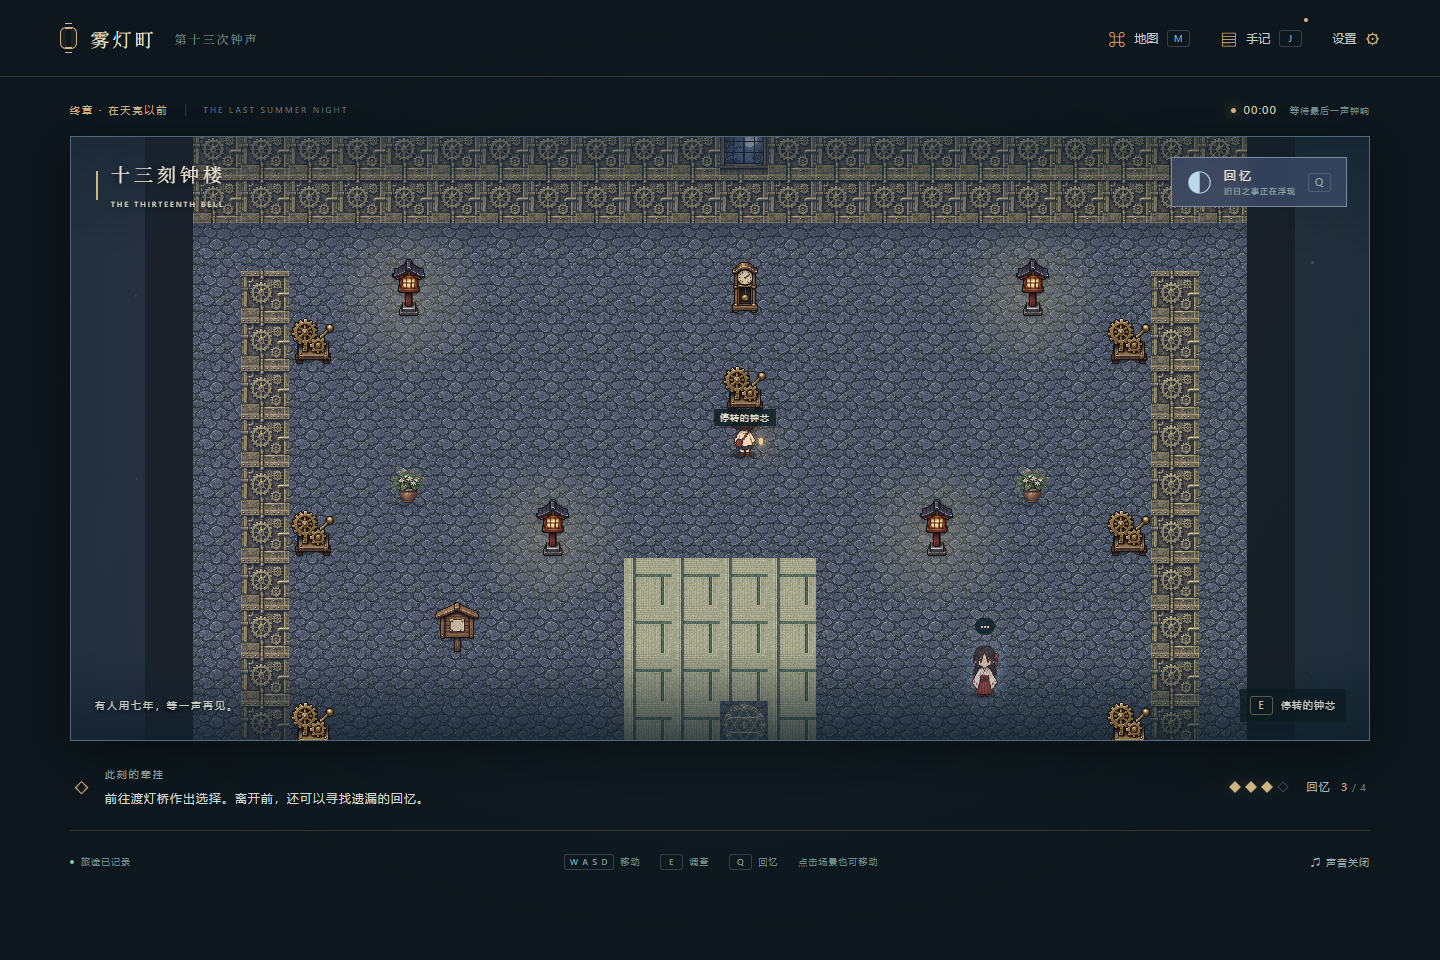 雾灯町
第十三次钟声
地图 M
手记 J
设置
终章 · 在天亮以前
THE LAST SUMMER NIGHT
00:00 等待最后一声钟响
十三刻钟楼
THE THIRTEENTH BELL
回忆
旧日之事正在浮现
Q
停转的钟芯
...
有人用七年，等一声再见。
E 停转的钟芯
此刻的牵挂
前往渡灯桥作出选择。离开前，还可以寻找遗漏的回忆。
回忆 3 / 4
旅途已记录
WASD 移动 E 调查 Q 回忆 点击场景也可移动
声音关闭